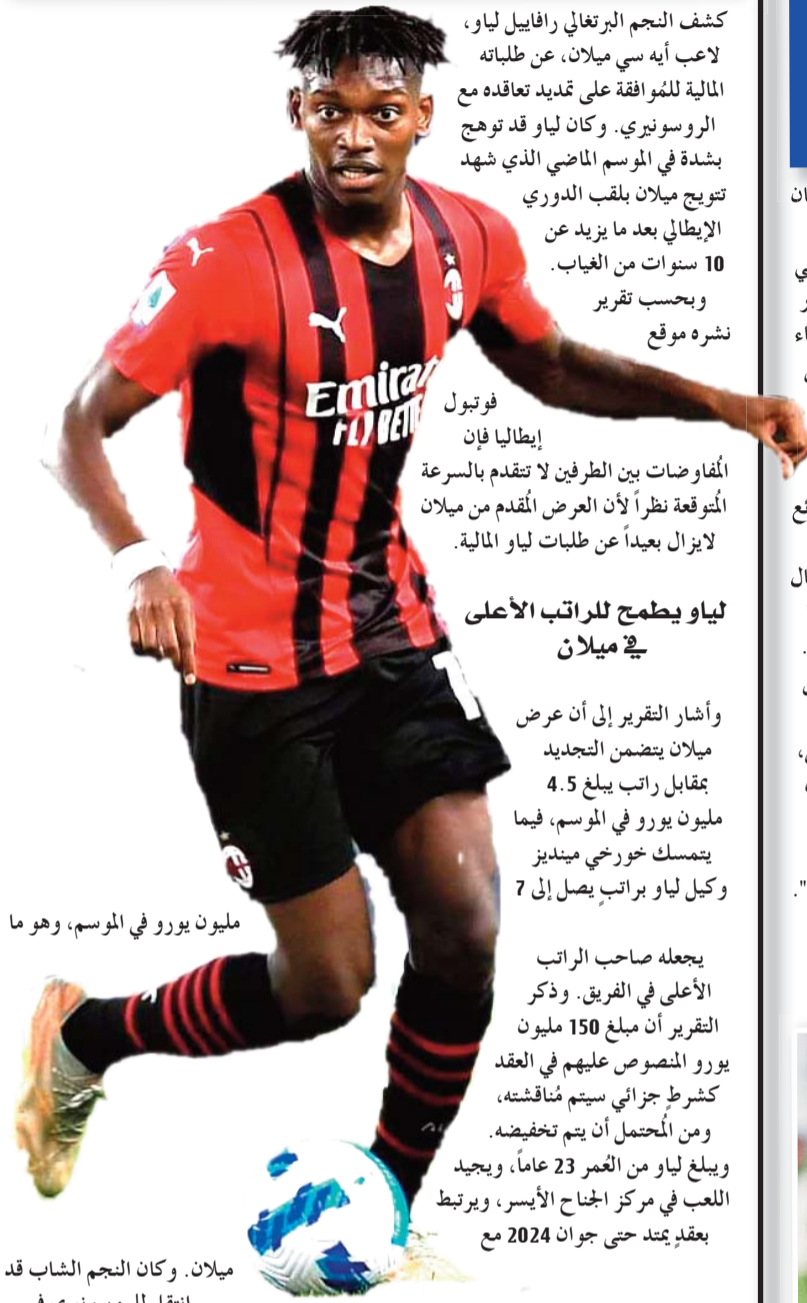 كشف النجم البرتغالي رافاييل لياو،
لاعب أيه سي ميلان، عن طلباته
المالية للمُوافقة على تمديد تعاقده مع
الروسونيري. وكان لياو قد توهج
بشدة في الموسم الماضي الذي شهد
تتويج ميلان بلقب الدوري
الإيطالي بعد ما يزيد عن
10 سنوات من الغياب.
وبحسب تقرير
نشره موقع
فوتبول
إيطاليا فإن
المُفاوضات بين الطرفين لا تتقدم بالسرعة
المُتوقعة نظراً لأن العرض المُقدم من ميلان
لايزال بعيداً عن طلبات لياو المالية.
لياو يطمح للراتب الأعلى
في ميلان
وأشار التقرير إلى أن عرض
ميلان يتضمن التجديد
بمقابل راتب يبلغ 4.5
مليون يورو في الموسم، فيما
يتمسك خورخي مينديز
وكيل لياو براتبٍ يصل إلى 7
مليون يورو في الموسم، وهو ما
يجعله صاحب الراتب
الأعلى في الفريق. وذكر
التقرير أن مبلغ 150 مليون
يورو المنصوص عليهم في العقد
كشرطٍ جزائي سيتم مُناقشته،
ومن المُحتمل أن يتم تخفيضه.
ويبلغ لياو من العُمر 23 عاماً، ويجيد
اللعب في مركز الجناح الأيسر، ويرتبط
بعقدٍ يمتد حتى جوان 2024 مع
ميلان. وكان النجم الشاب قد
Emirat
FLY BETTE